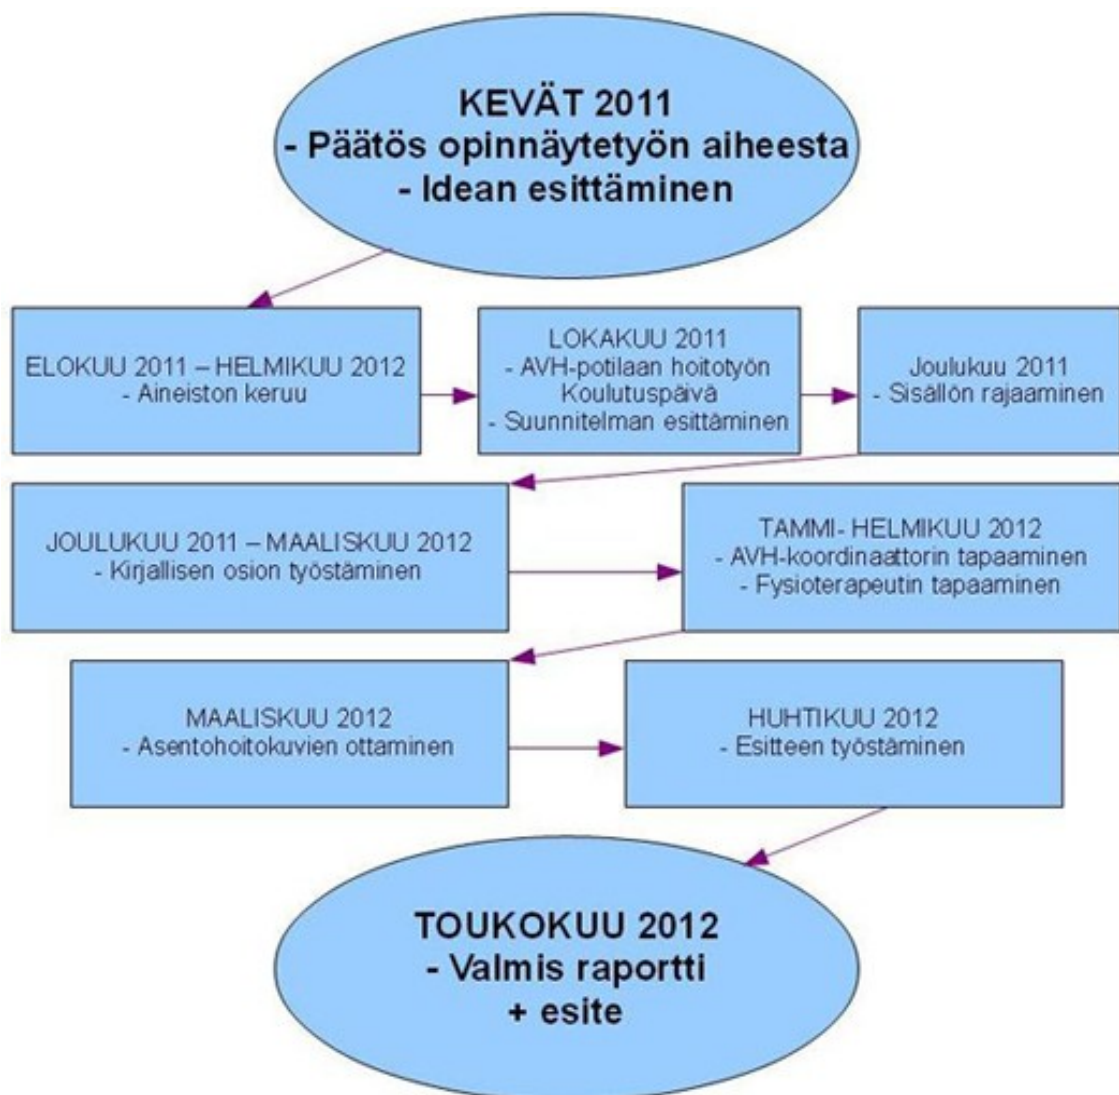 KEVÄT 2011
- Päätös opinnäytetyön aiheesta
- Idean esittäminen
ELOKUU 2011 – HELMIKUU 2012
- Aineiston keruu
LOKAKUU 2011
- AVH-potilaan hoitotyön
Koulutuspäivä
- Suunnitelman esittäminen
Joulukuu 2011
- Sisällön rajaaminen
JOULUKUU 2011 – MAALISKUU 2012
- Kirjallisen osion työstäminen
TAMMI- HELMIKUU 2012
- AVH-koordinaattorin tapaaminen
- Fysioterapeutin tapaaminen
MAALISKUU 2012
- Asentohoitokuvien ottaminen
HUHTIKUU 2012
- Esitteen työstäminen
TOUKOKUU 2012
- Valmis raportti
+ esite